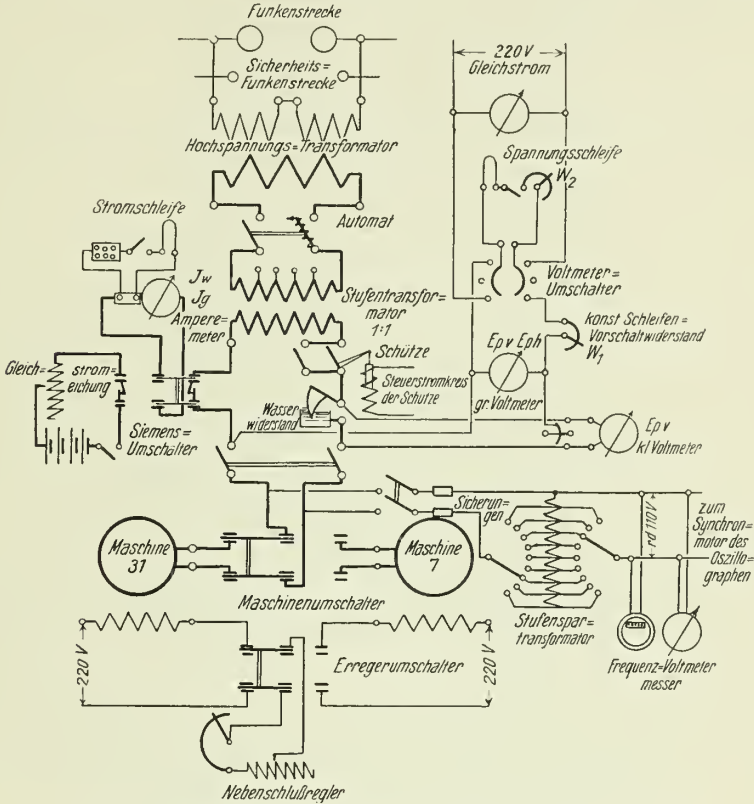 Funkenstrecke
Sicherheits=
Funkenstrecke
Hochspannungs=Transformator
220 V
Gleichstrom
Spannungsschleife
W2
Stromschleife
Automat
Jw
Jg
Ampere=
meter
Stufentransfor=
mator
1:1
Voltmeter=
Umschalter
konst Schleifen=
Vorschaltwiderstand
W1
Epv Eph
gr. Voltmeter
Schütze
Steuerstromkreis
der Schütze
Gleich=
strom=
eichung
Wasser
widerstand
Siemens=
Umschalter
Epv
kl Voltmeter
Sicherun=
gen
Maschine
31
Maschine
7
Maschinenumschalter
rd 110V
zum
Synchron=
motor des
Oszillo=
graphen
Stufenspar=
transformator
Frequenz=Voltmeter
messer
220 V
Erregerumschalter
220 V
Nebenschlußregler